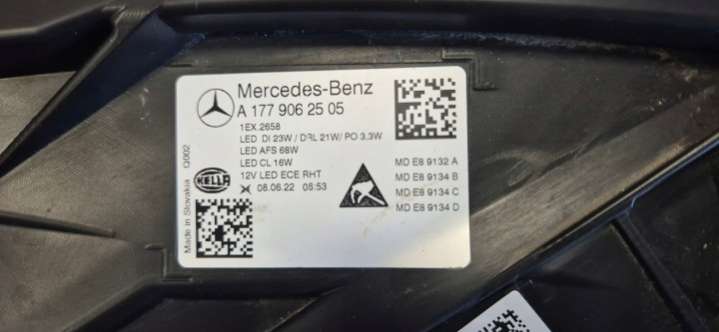 Mercedes-Benz
A 177 906 25 05
1EX.2658
LED DI 23W / DRL 21W/ PO 3.3W
LED AFS 68W
LED CL 16W
12V LED ECE RHT
08.06.22 08:53
HELLA
Made in Slovakia Q002
MD E8 9132 A
MD E8 9134 B
MD E8 9134 C
MD E8 9134 D